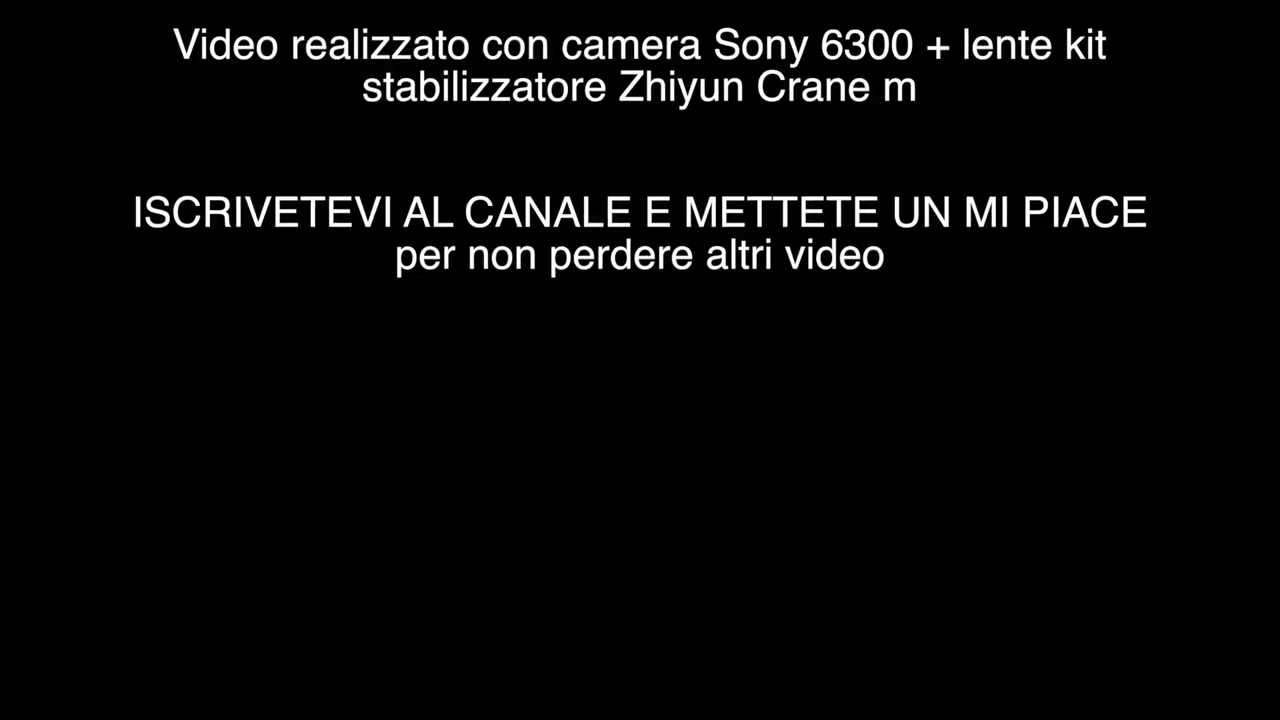 Video realizzato con camera Sony 6300 + lente kit
stabilizzatore Zhiyun Crane m
ISCRIVETEVI AL CANALE E METTETE UN MI PIACE
per non perdere altri video